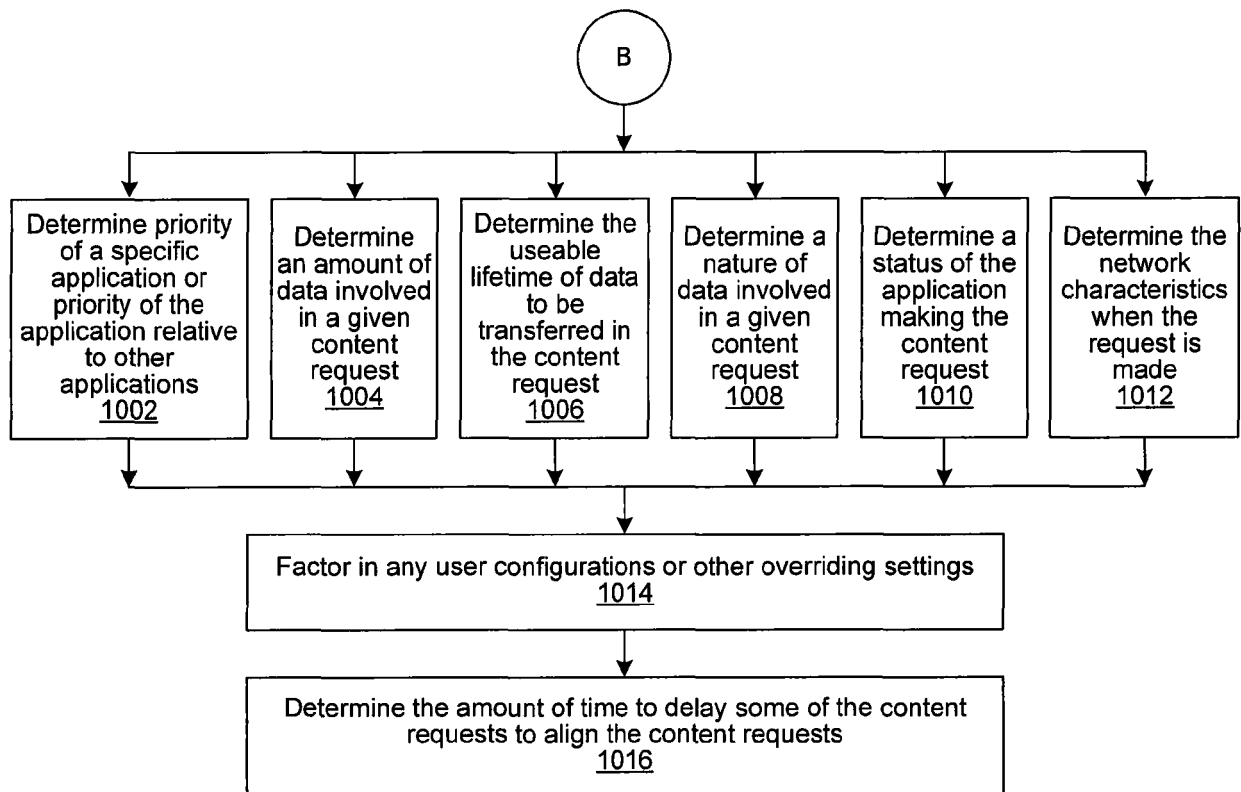 B
Determine priority
of a specific
application or
priority of the
application relative
to other
applications
1002
Determine
an amount of
data involved
in a given
content
request
1004
Determine the
useable
lifetime of data
to be
transferred in
the content
request
1006
Determine a
nature of
data involved
in a given
content
request
1008
Determine a
status of the
application
making the
content
request
1010
Determine the
network
characteristics
when the
request is
made
1012
Factor in any user configurations or other overriding settings
1014
Determine the amount of time to delay some of the content
requests to align the content requests
1016